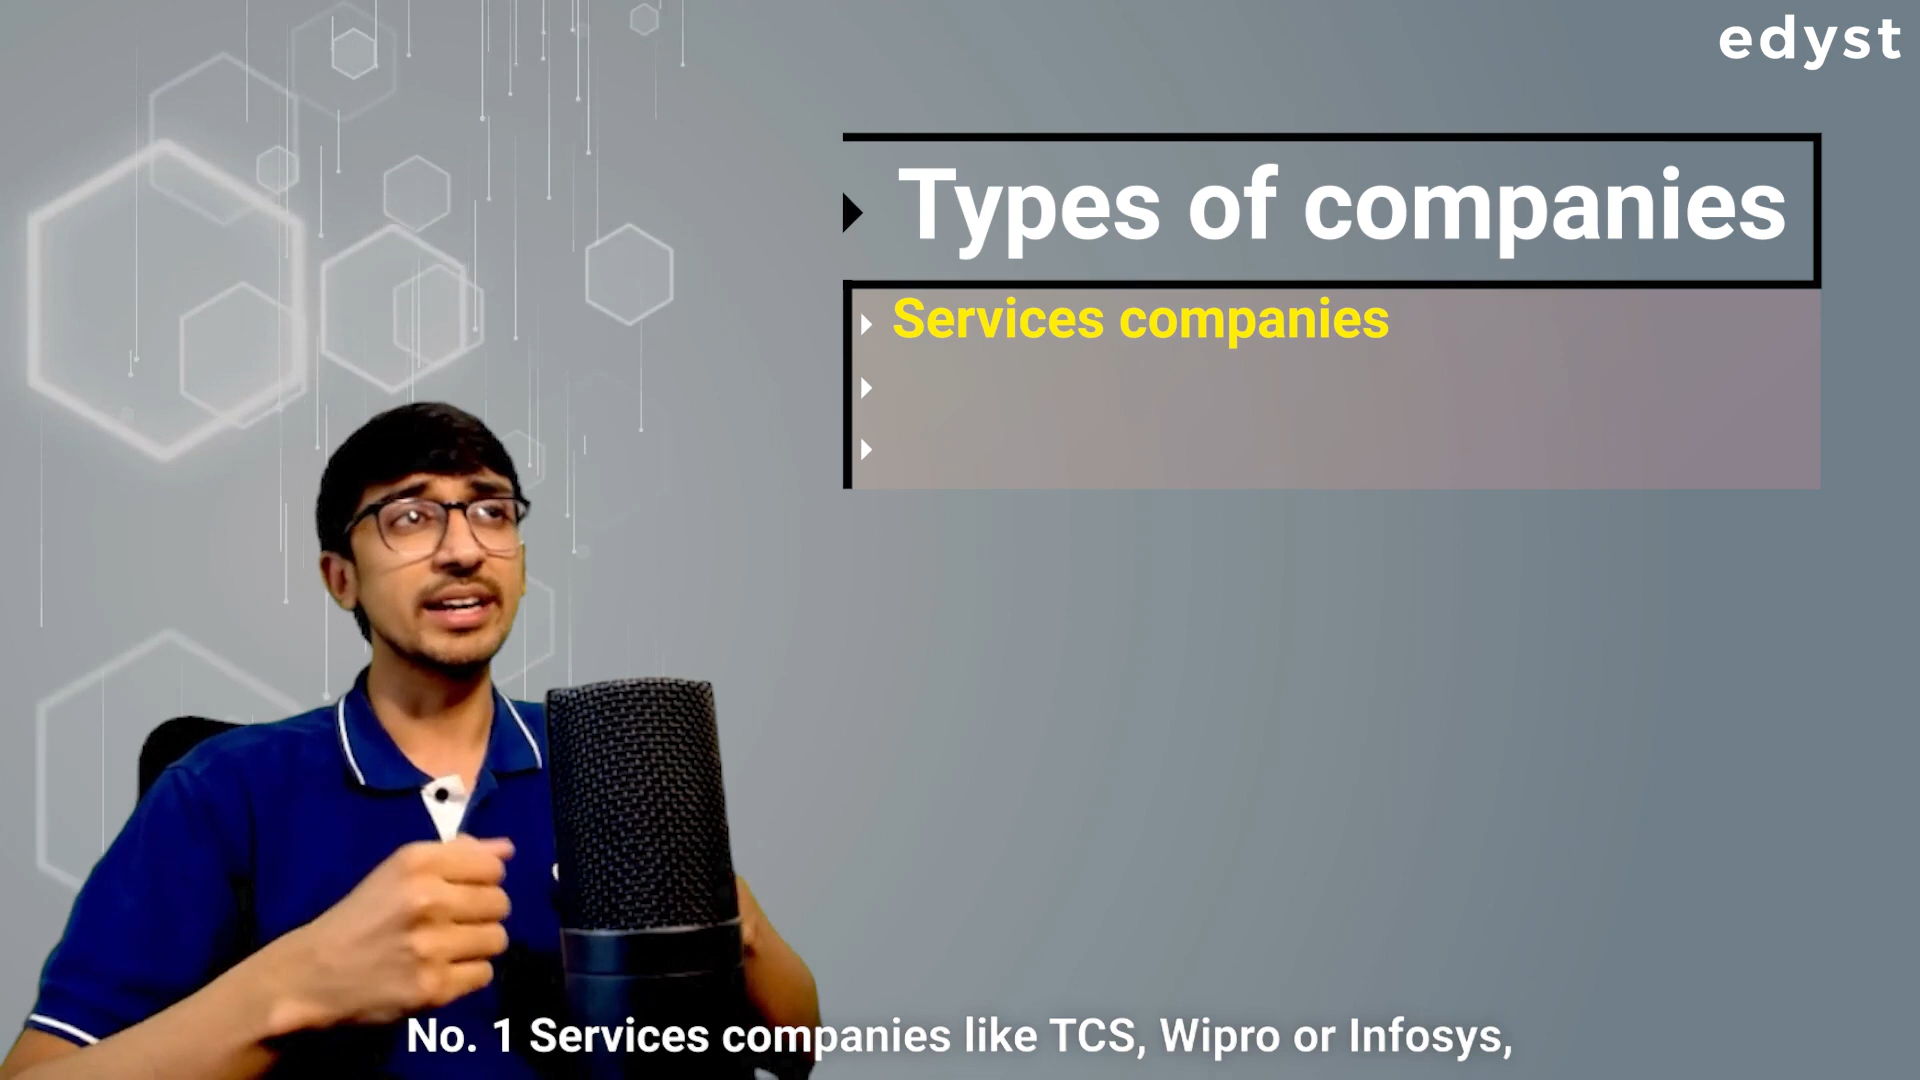 edyst
Types of companies
Services companies
No. 1 Services companies like TCS, Wipro or Infosys,